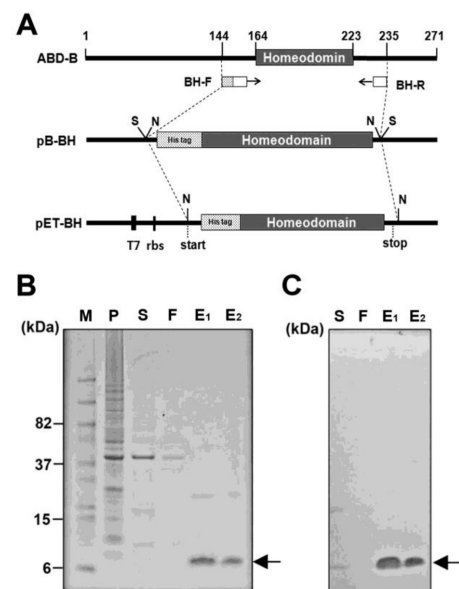 A
1 144 164 223 235 271
ABD-B Homeodomin
BH-F BH-R
S N N S
pB-BH His tag Homeodomain
N N
pET-BH His tag Homeodomain
T7 rbs start stop
B
(kDa) M P S F E1 E2
82
37
15
6
C
(kDa) S F E1 E2